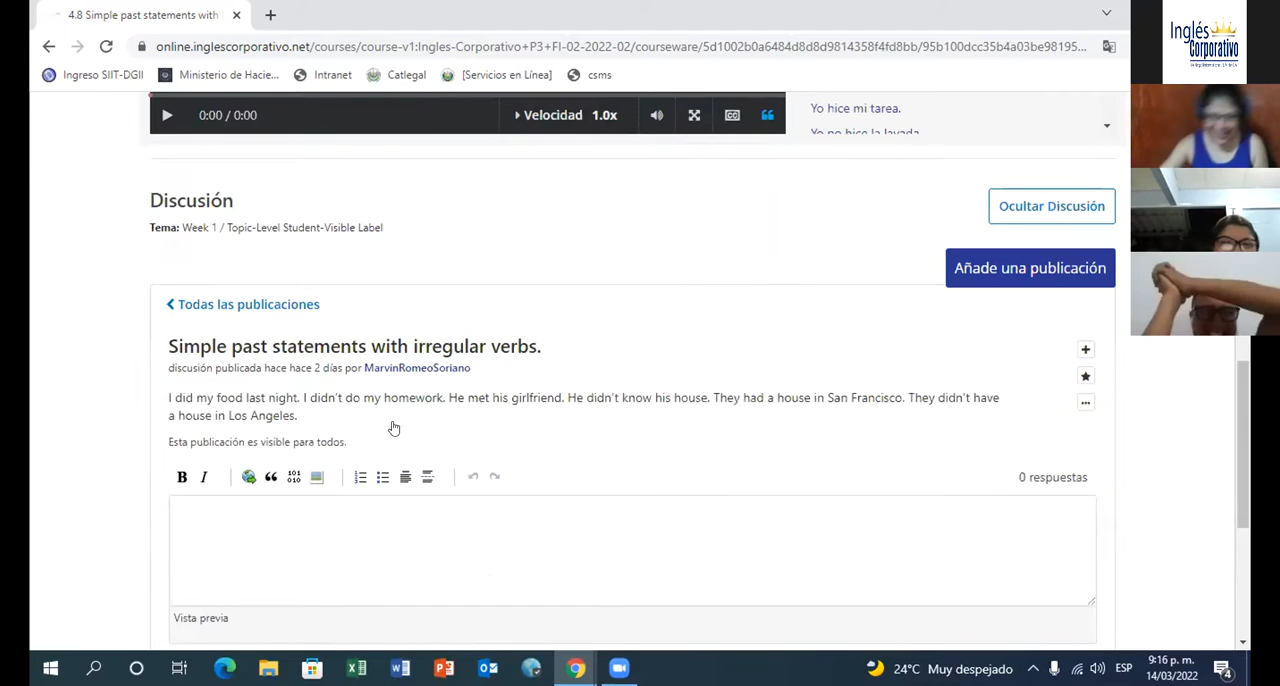 4.8 Simple past statements with
online.inglescorporativo.net/courses/course-v1:Ingles-Corporativo+P3+FI-02-2022-02/courseware/5d1002b0a6484d8d8d9814358f4fd8bb/95b100dcc35b4a03be98195...
Ingreso SIIT-DGII Ministerio de Hacie... Intranet Catlegal [Servicios en Línea] csms
Inglés
Corporativo
0:00 / 0:00 Velocidad 1.0x
Yo hice mi tarea.
Yo no hice la lavada
Discusión
Ocultar Discusión
Tema: Week 1 / Topic-Level Student-Visible Label
Añade una publicación
Todas las publicaciones
Simple past statements with irregular verbs.
discusión publicada hace hace 2 días por MarvinRomeoSoriano
I did my food last night. I didn't do my homework. He met his girlfriend. He didn't know his house. They had a house in San Francisco. They didn't have
a house in Los Angeles.
Esta publicación es visible para todos.
B I 0 respuestas
Vista previa
24°C Muy despejado ESP 9:16 p. m.
14/03/2022
4